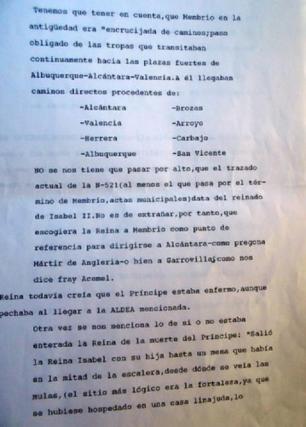 Tenemos que tener en cuenta,que Membrio en la
antigüedad era "encrucijada de caminos;paso
obligado de las tropas que transitaban
continuamente hacia las plazas fuertes de
Albuquerque-Alcántara-Valencia.A él llegaban
caminos directos procedentes de:
-Alcántara -Brozas
-Valencia -Arroyo
-Herrera -Carbajo
-Albuquerque -San Vicente
NO se nos tiene que pasar por alto,que el trazado
actual de la N-521(al menos el que pasa por el tér-
mino de Membrio,actas municipales)data del reinado
de Isabel II.No es de extrañar,por tanto,que
escogiera la Reina a Membrio como punto de
referencia para dirigirse a Alcántara-como pregona
Mártir de Angleria-o bien a Garrovillas como nos
dice fray Acemel.
Reina todavía creía que el Príncipe estaba enfermo,aunque
pechaba al llegar a la ALDEA mencionada.
Otra vez se nos menciona lo de si o no estaba
enterada la Reina de la muerte del Príncipe: "Salió
la Reina Isabel con su hija hasta un mesa que había
en la mitad de la escalera,desde dónde se veía las
mulas,(el sitio más lógico era la fortaleza,ya que
se hubiese hospedado en una casa linajuda,lo